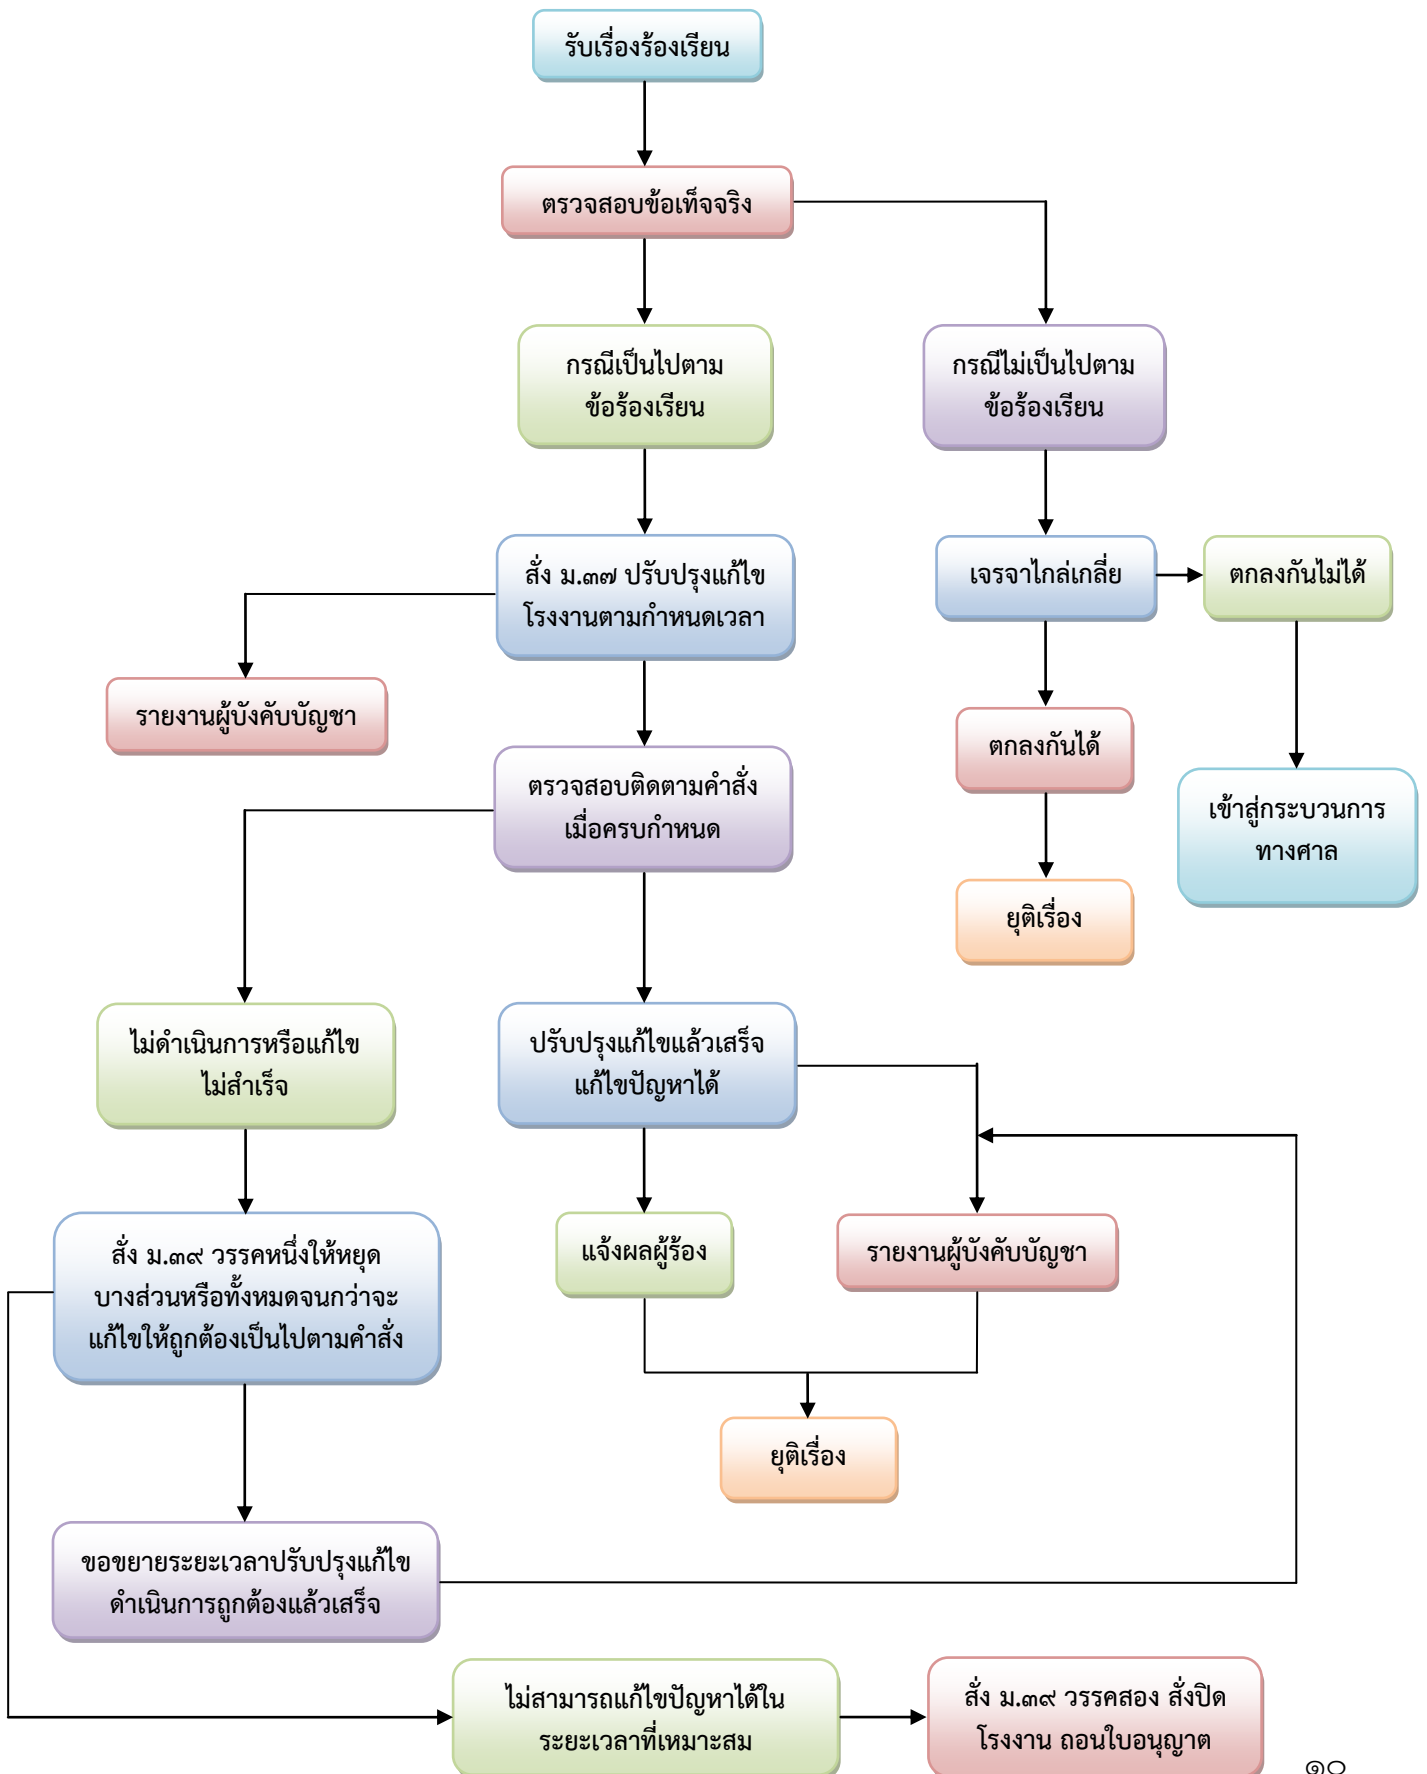 รับเรื่องร้องเรียน
ตรวจสอบข้อเท็จจริง
กรณีเป็นไปตาม
ข้อร้องเรียน
กรณีไม่เป็นไปตาม
ข้อร้องเรียน
สั่ง ม.๓๗ ปรับปรุงแก้ไข
โรงงานตามกำหนดเวลา
เจรจาไกล่เกลี่ย
ตกลงกันไม่ได้
รายงานผู้บังคับบัญชา
ตกลงกันได้
ตรวจสอบติดตามคำสั่ง
เมื่อครบกำหนด
เข้าสู่กระบวนการ
ทางศาล
ยุติเรื่อง
ไม่ดำเนินการหรือแก้ไข
ไม่สำเร็จ
ปรับปรุงแก้ไขแล้วเสร็จ
แก้ไขปัญหาได้
สั่ง ม.๓๙ วรรคหนึ่งให้หยุด
บางส่วนหรือทั้งหมดจนกว่าจะ
แก้ไขให้ถูกต้องเป็นไปตามคำสั่ง
แจ้งผลผู้ร้อง
รายงานผู้บังคับบัญชา
ยุติเรื่อง
ขอขยายระยะเวลาปรับปรุงแก้ไข
ดำเนินการถูกต้องแล้วเสร็จ
ไม่สามารถแก้ไขปัญหาได้ใน
ระยะเวลาที่เหมาะสม
สั่ง ม.๓๙ วรรคสอง สั่งปิด
โรงงาน ถอนใบอนุญาต
๑๐